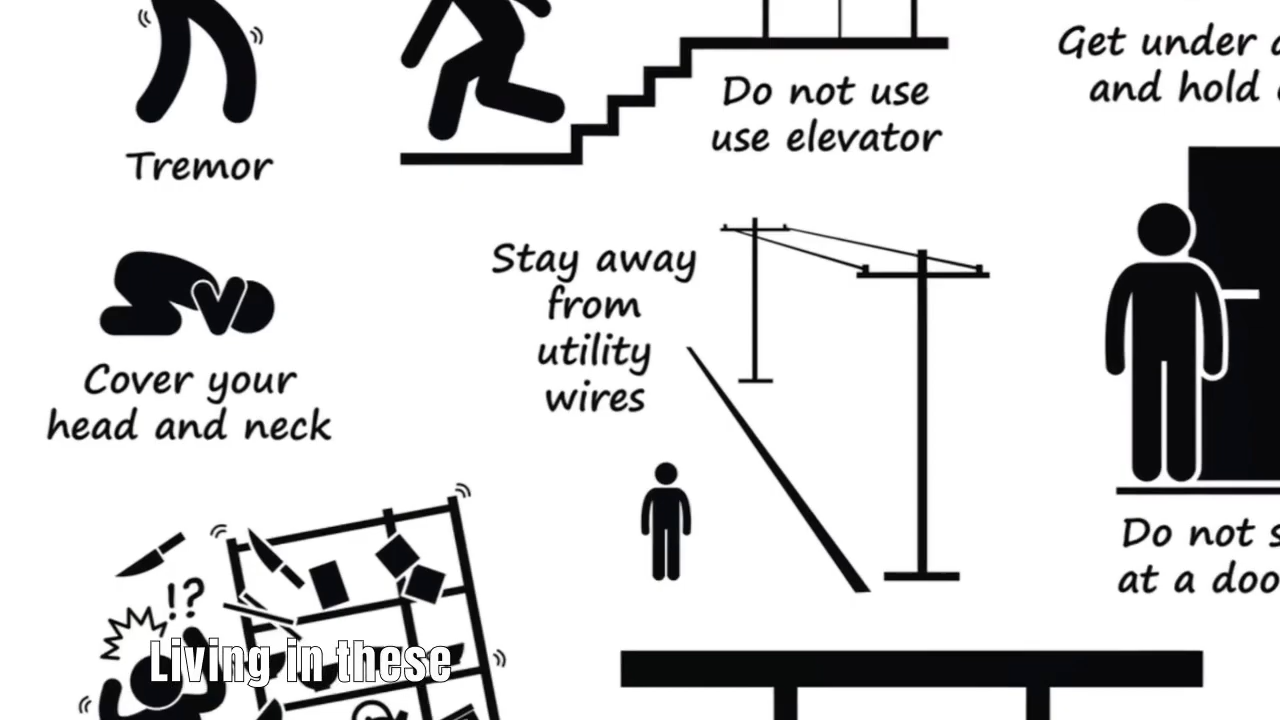 Tremor
Do not use
use elevator
Get under
and hold
Cover your
head and neck
Stay away
from
utility
wires
Do not
at a
!?
Living in these